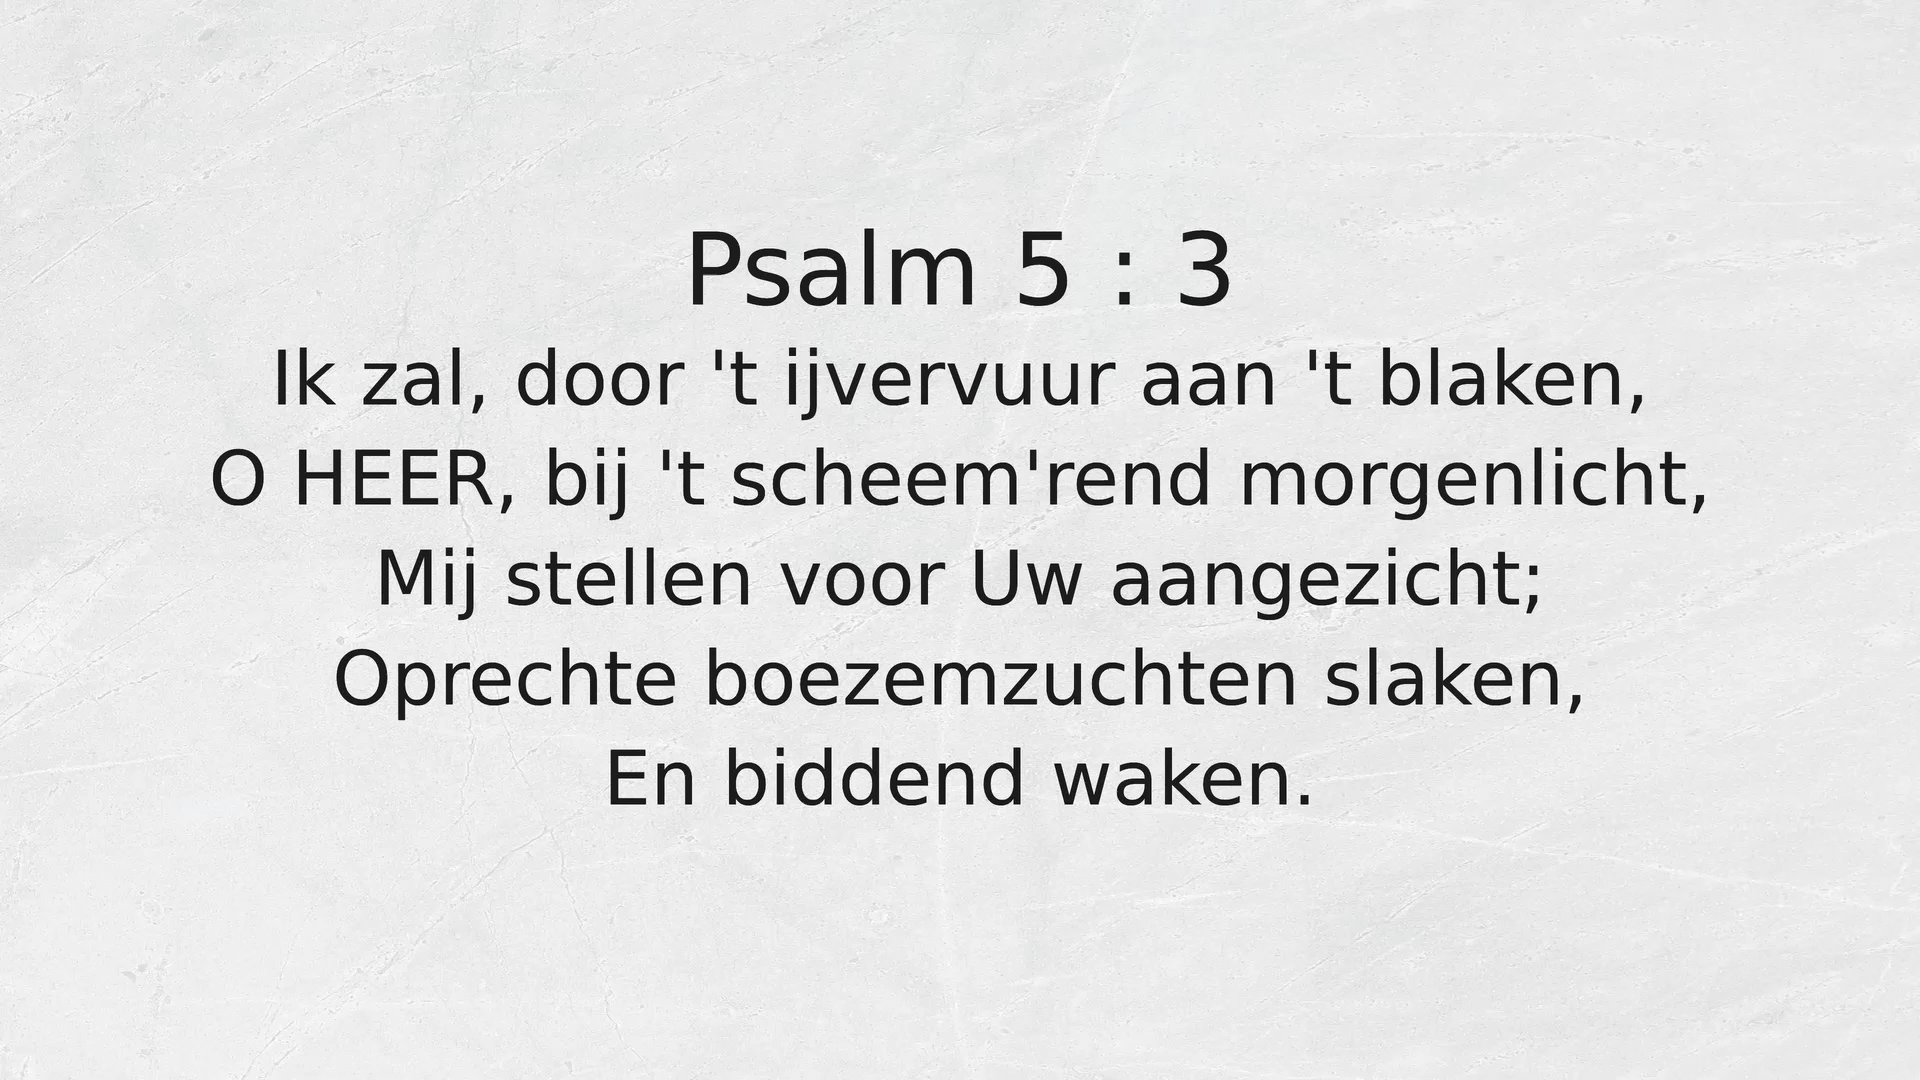 Psalm 5 : 3
Ik zal, door 't ijvervuur aan 't blaken,
O HEER, bij 't scheem'rend morgenlicht,
Mij stellen voor Uw aangezicht;
Oprechte boezemzuchten slaken,
En biddend waken.